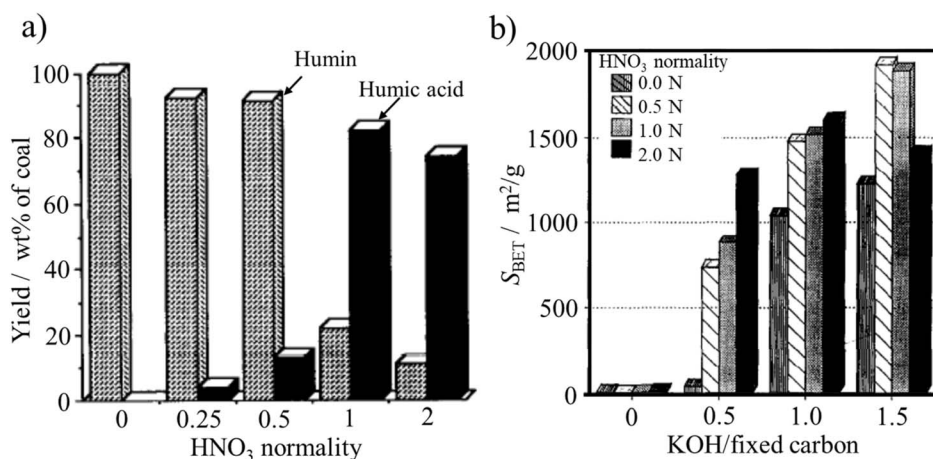 a)
Yield / wt% of coal
100
80
60
40
20
0
Humin
Humic acid
0 0.25 0.5 1 2
HNO₃ normality
b)
S_BET / m²/g
2000
1500
1000
500
0
HNO₃ normality
0.0 N
0.5 N
1.0 N
2.0 N
0 0.5 1.0 1.5
KOH/fixed carbon